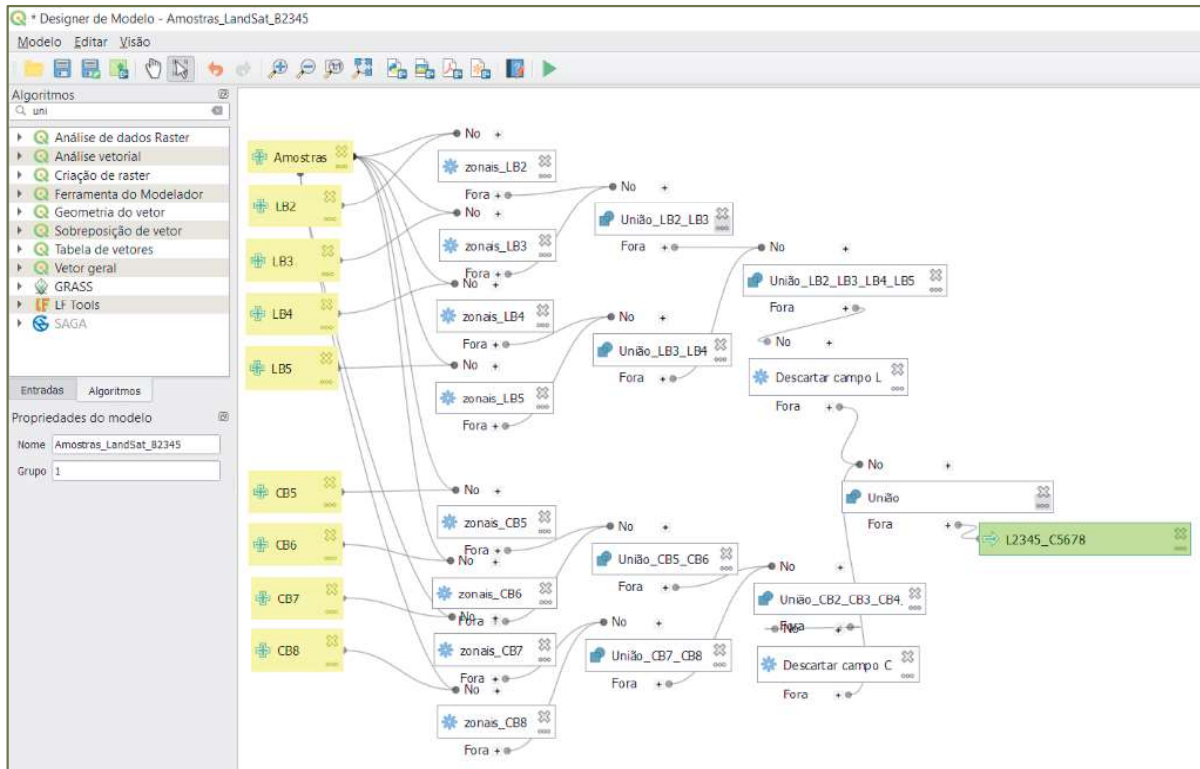 * Designer de Modelo - Amostras_LandSat_B2345
Modelo Editar Visão
Algoritmos
uni
Análise de dados Raster
Análise vetorial
Criação de raster
Ferramenta do Modelador
Geometria do vetor
Sobreposição de vetor
Tabela de vetores
Vetor geral
GRASS
LF Tools
SAGA
Entradas Algoritmos
Propriedades do modelo
Nome Amostras_LandSat_B2345
Grupo 1
Amostras
LB2
LB3
LB4
LB5
CB5
CB6
CB7
CB8
No +
zonais_LB2
Fora +
No +
zonais_LB3
Fora +
No +
zonais_LB4
Fora +
No +
zonais_LB5
Fora +
No +
zonais_CB5
Fora +
No +
zonais_CB6
Fora +
No +
zonais_CB7
Fora +
No +
zonais_CB8
Fora +
No +
União_LB2_LB3
Fora +
No +
União_LB3_LB4
Fora +
No +
União_CB5_CB6
Fora +
No +
União_CB7_CB8
Fora +
No +
União_LB2_LB3_LB4_LB5
Fora +
No +
Descartar campo L
Fora +
No +
União_CB2_CB3_CB4_
Fora +
No +
Descartar campo C
Fora +
No +
União
Fora +
L2345_C5678